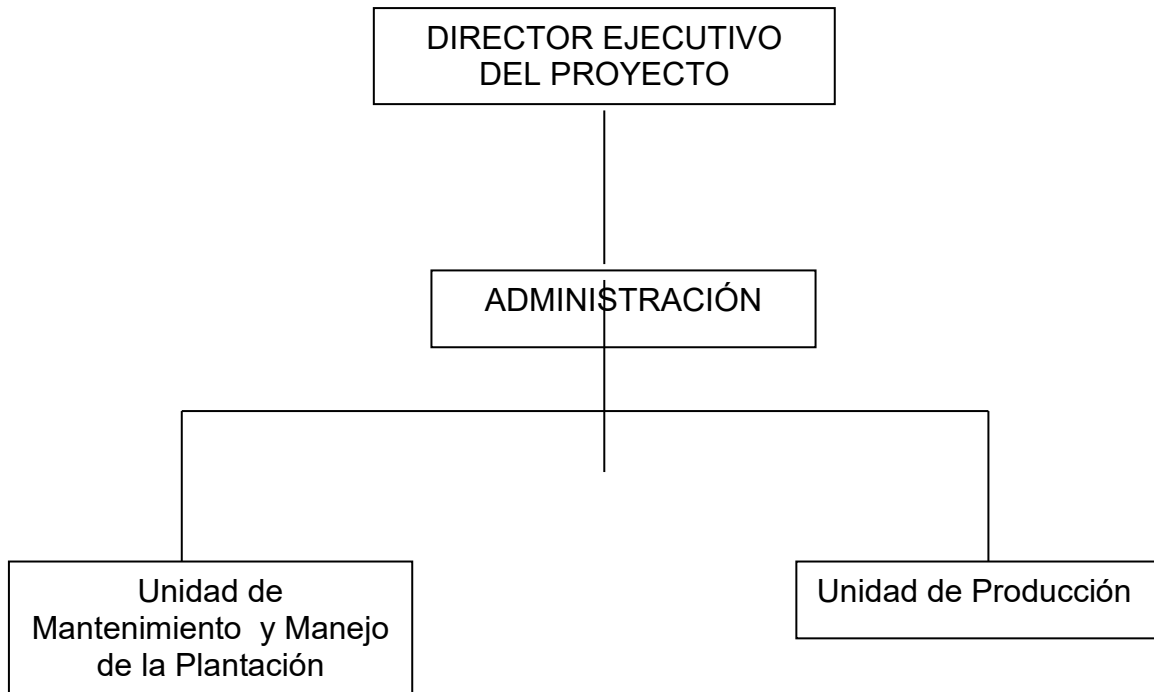 DIRECTOR EJECUTIVO
DEL PROYECTO
ADMINISTRACIÓN
Unidad de
Mantenimiento y Manejo
de la Plantación
Unidad de Producción